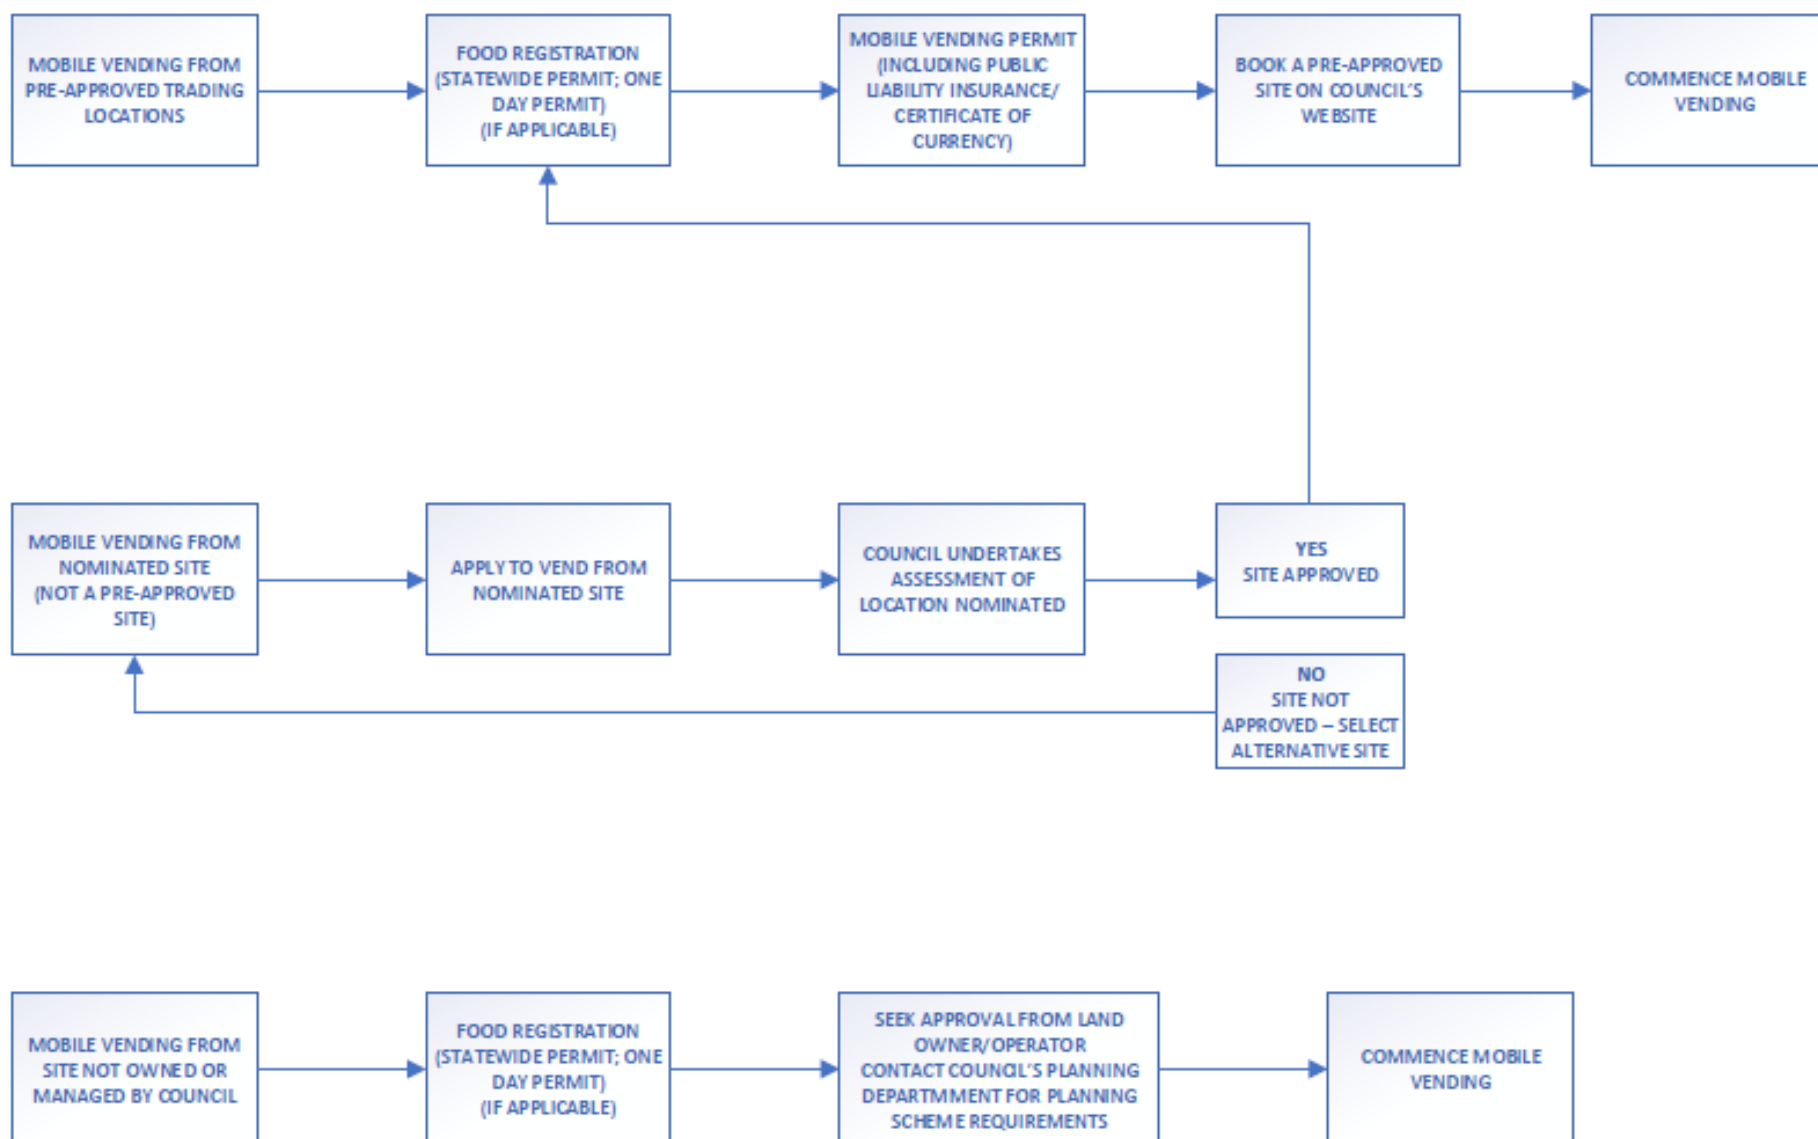 MOBILE VENDING FROM
PRE-APPROVED TRADING
LOCATIONS
FOOD REGISTRATION
(STATEWIDE PERMIT; ONE
DAY PERMIT)
(IF APPLICABLE)
MOBILE VENDING PERMIT
(INCLUDING PUBLIC
LIABILITY INSURANCE/
CERTIFICATE OF
CURRENCY)
BOOK A PRE-APPROVED
SITE ON COUNCIL'S
WEBSITE
COMMENCE MOBILE
VENDING
MOBILE VENDING FROM
NOMINATED SITE
(NOT A PRE-APPROVED
SITE)
APPLY TO VEND FROM
NOMINATED SITE
COUNCIL UNDERTAKES
ASSESSMENT OF
LOCATION NOMINATED
YES
SITE APPROVED
NO
SITE NOT
APPROVED – SELECT
ALTERNATIVE SITE
MOBILE VENDING FROM
SITE NOT OWNED OR
MANAGED BY COUNCIL
FOOD REGISTRATION
(STATEWIDE PERMIT; ONE
DAY PERMIT)
(IF APPLICABLE)
SEEK APPROVAL FROM LAND
OWNER/OPERATOR
CONTACT COUNCIL'S PLANNING
DEPARTMMENT FOR PLANNING
SCHEME REQUIREMENTS
COMMENCE MOBILE
VENDING